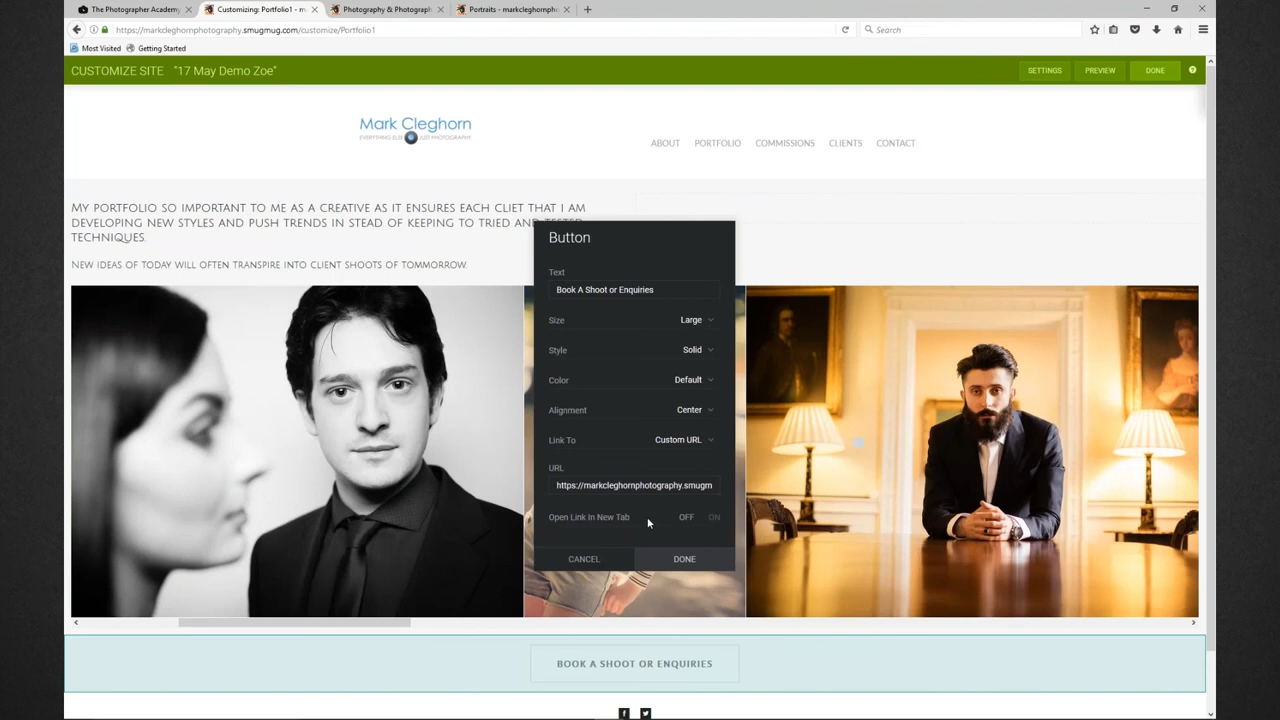 The Photographer Academy
Customizing: Portfolio1 - m
Photography & Photograph
Portraits - markcleghornpho
https://markcleghornphotography.smugmug.com/customize/Portfolio1
Search
Most Visited
Getting Started
CUSTOMIZE SITE "17 May Demo Zoe"
SETTINGS
PREVIEW
DONE
Mark Cleghorn
ABOUT
PORTFOLIO
COMMISSIONS
CLIENTS
CONTACT
MY PORTFOLIO SO IMPORTANT TO ME AS A CREATIVE AS IT ENSURES EACH CLIET THAT I AM
DEVELOPING NEW STYLES AND PUSH TRENDS IN STEAD OF KEEPING TO TRIED AND TESTED
TECHNIQUES.
NEW IDEAS OF TODAY WILL OFTEN TRANSPIRE INTO CLIENT SHOOTS OF TOMMORROW.
Button
Text
Book A Shoot or Enquiries
Size Large
Style Solid
Color Default
Alignment Center
Link To Custom URL
URL
https://markcleghornphotography.smugm
Open Link In New Tab OFF ON
CANCEL
DONE
BOOK A SHOOT OR ENQUIRIES